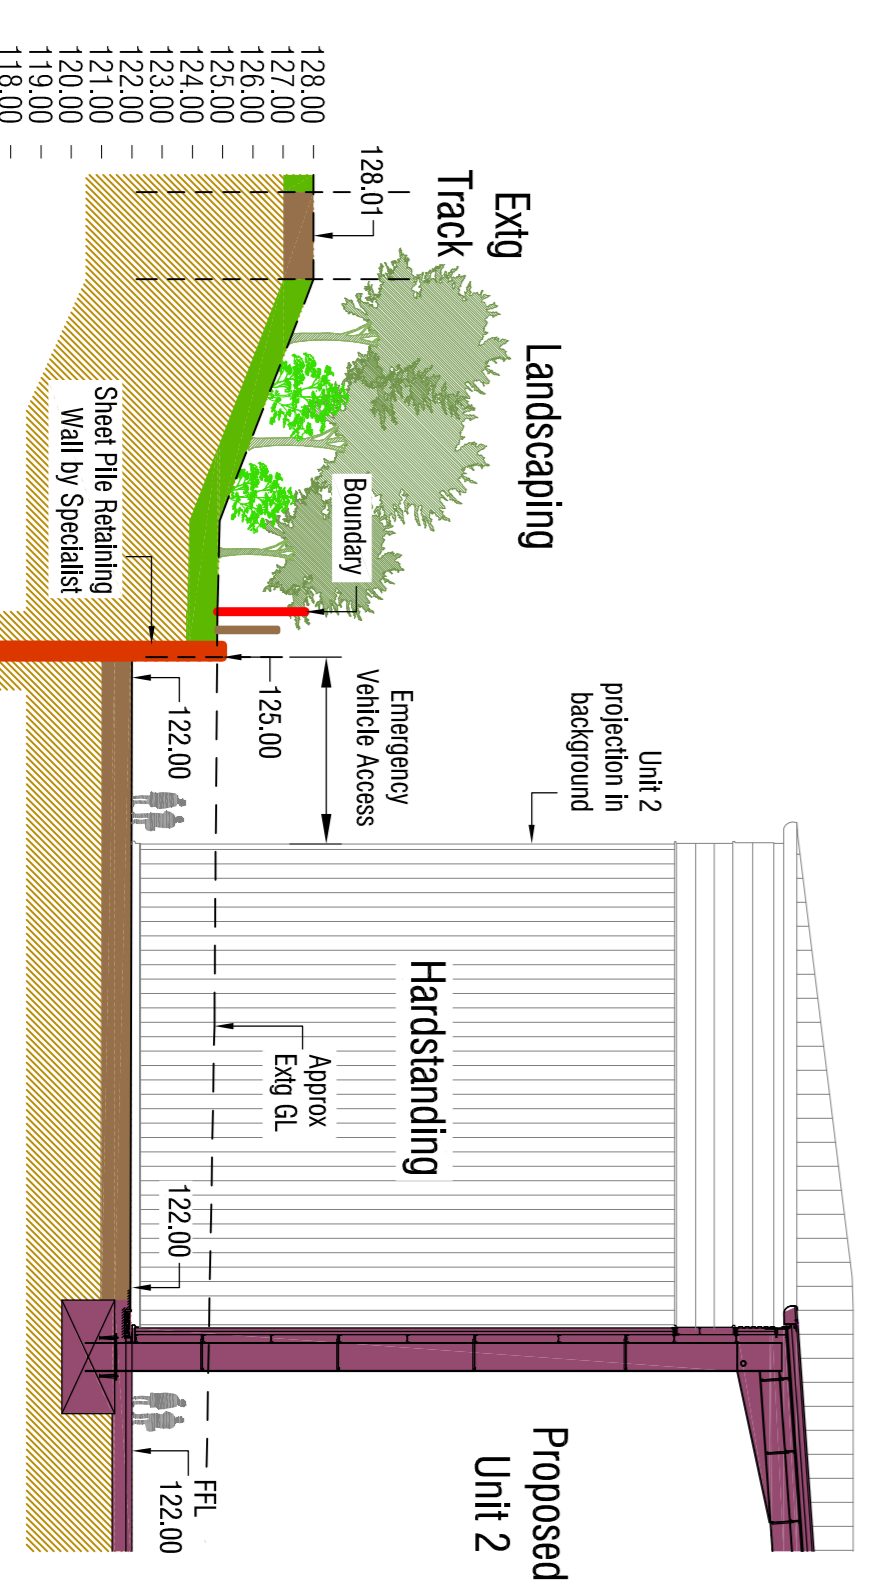 128.00
127.00
126.00
125.00
124.00
123.00
122.00
121.00
120.00
119.00
118.00
Extg
Track
128.01
Landscaping
Boundary
Sheet Pile Retaining
Wall by Specialist
Emergency
Vehicle Access
125.00
122.00
Unit 2
projection in
background
Hardstanding
Approx
Extg GL
122.00
Proposed
Unit 2
FFL
122.00